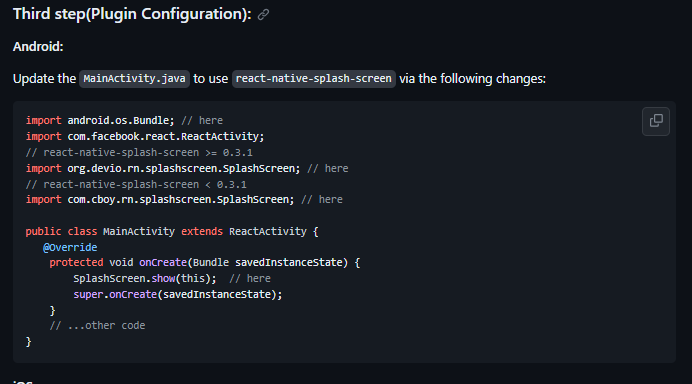 Third step(Plugin Configuration):
Android:
Update the MainActivity.java to use react-native-splash-screen via the following changes:
import android.os.Bundle; // here
import com.facebook.react.ReactActivity;
// react-native-splash-screen >= 0.3.1
import org.devio.rn.splashscreen.SplashScreen; // here
// react-native-splash-screen < 0.3.1
import com.cboy.rn.splashscreen.SplashScreen; // here

public class MainActivity extends ReactActivity {
   @Override
    protected void onCreate(Bundle savedInstanceState) {
        SplashScreen.show(this);  // here
        super.onCreate(savedInstanceState);
    }
    // ...other code
}